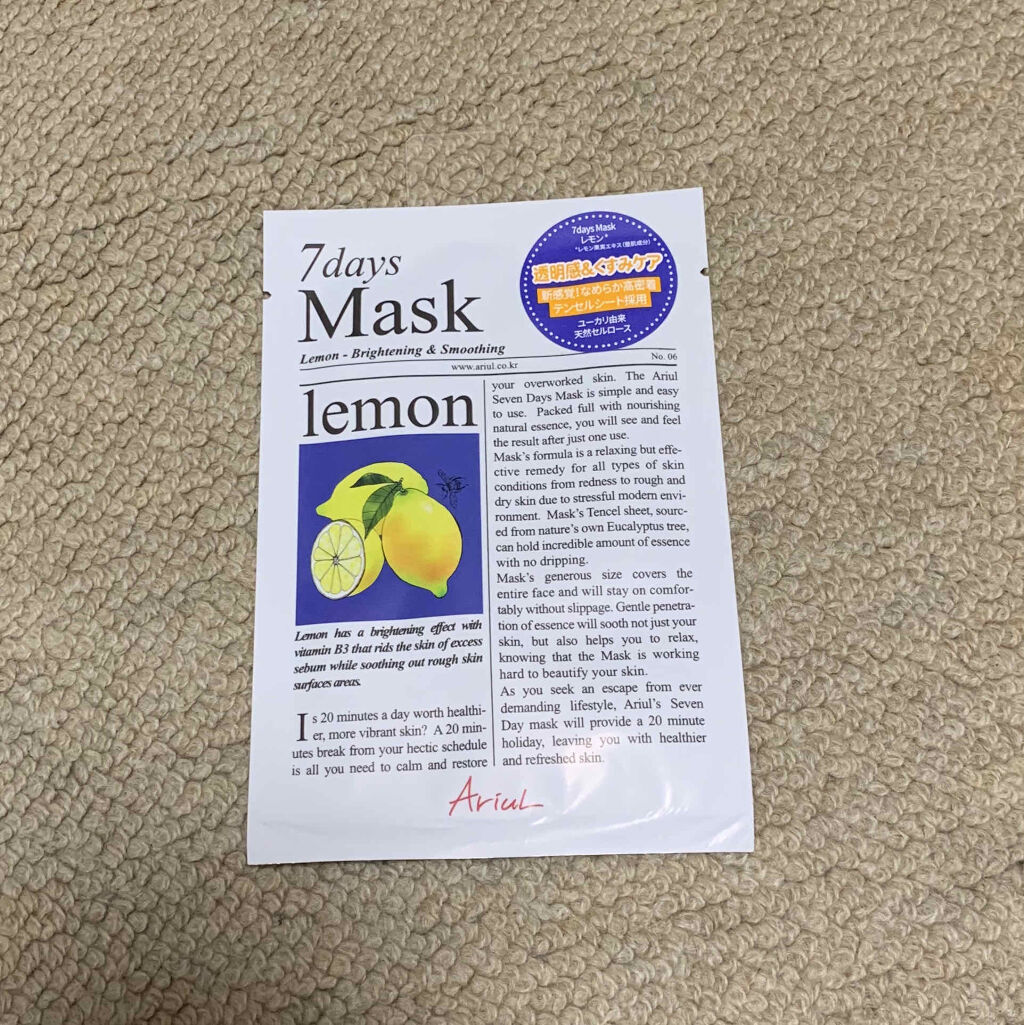 7days
Mask
Lemon - Brightening & Smoothing
7days Mask
レモン*
*レモン果実エキス(整肌成分)
透明感&くすみケア
新感覚!なめらか高密着
テンセルシート採用
ユーカリ由来
天然セルロース
www.ariul.co.kr
No. 06
lemon
Lemon has a brightening effect with
vitamin B3 that rids the skin of excess
sebum while soothing out rough skin
surfaces areas.
Is 20 minutes a day worth healthi-
er, more vibrant skin? A 20 min-
utes break from your hectic schedule
is all you need to calm and restore
your overworked skin. The Ariul
Seven Days Mask is simple and easy
to use. Packed full with nourishing
natural essence, you will see and feel
the result after just one use.
Mask's formula is a relaxing but effe-
ctive remedy for all types of skin
conditions from redness to rough and
dry skin due to stressful modern envi-
ronment. Mask's Tencel sheet, sourc-
ed from nature's own Eucalyptus tree,
can hold incredible amount of essence
with no dripping.
Mask's generous size covers the
entire face and will stay on comfor-
tably without slippage. Gentle penetra-
tion of essence will sooth not just your
skin, but also helps you to relax,
knowing that the Mask is working
hard to beautify your skin.
As you seek an escape from ever
demanding lifestyle, Ariul's Seven
Day mask will provide a 20 minute
holiday, leaving you with healthier
and refreshed skin.
Ariul